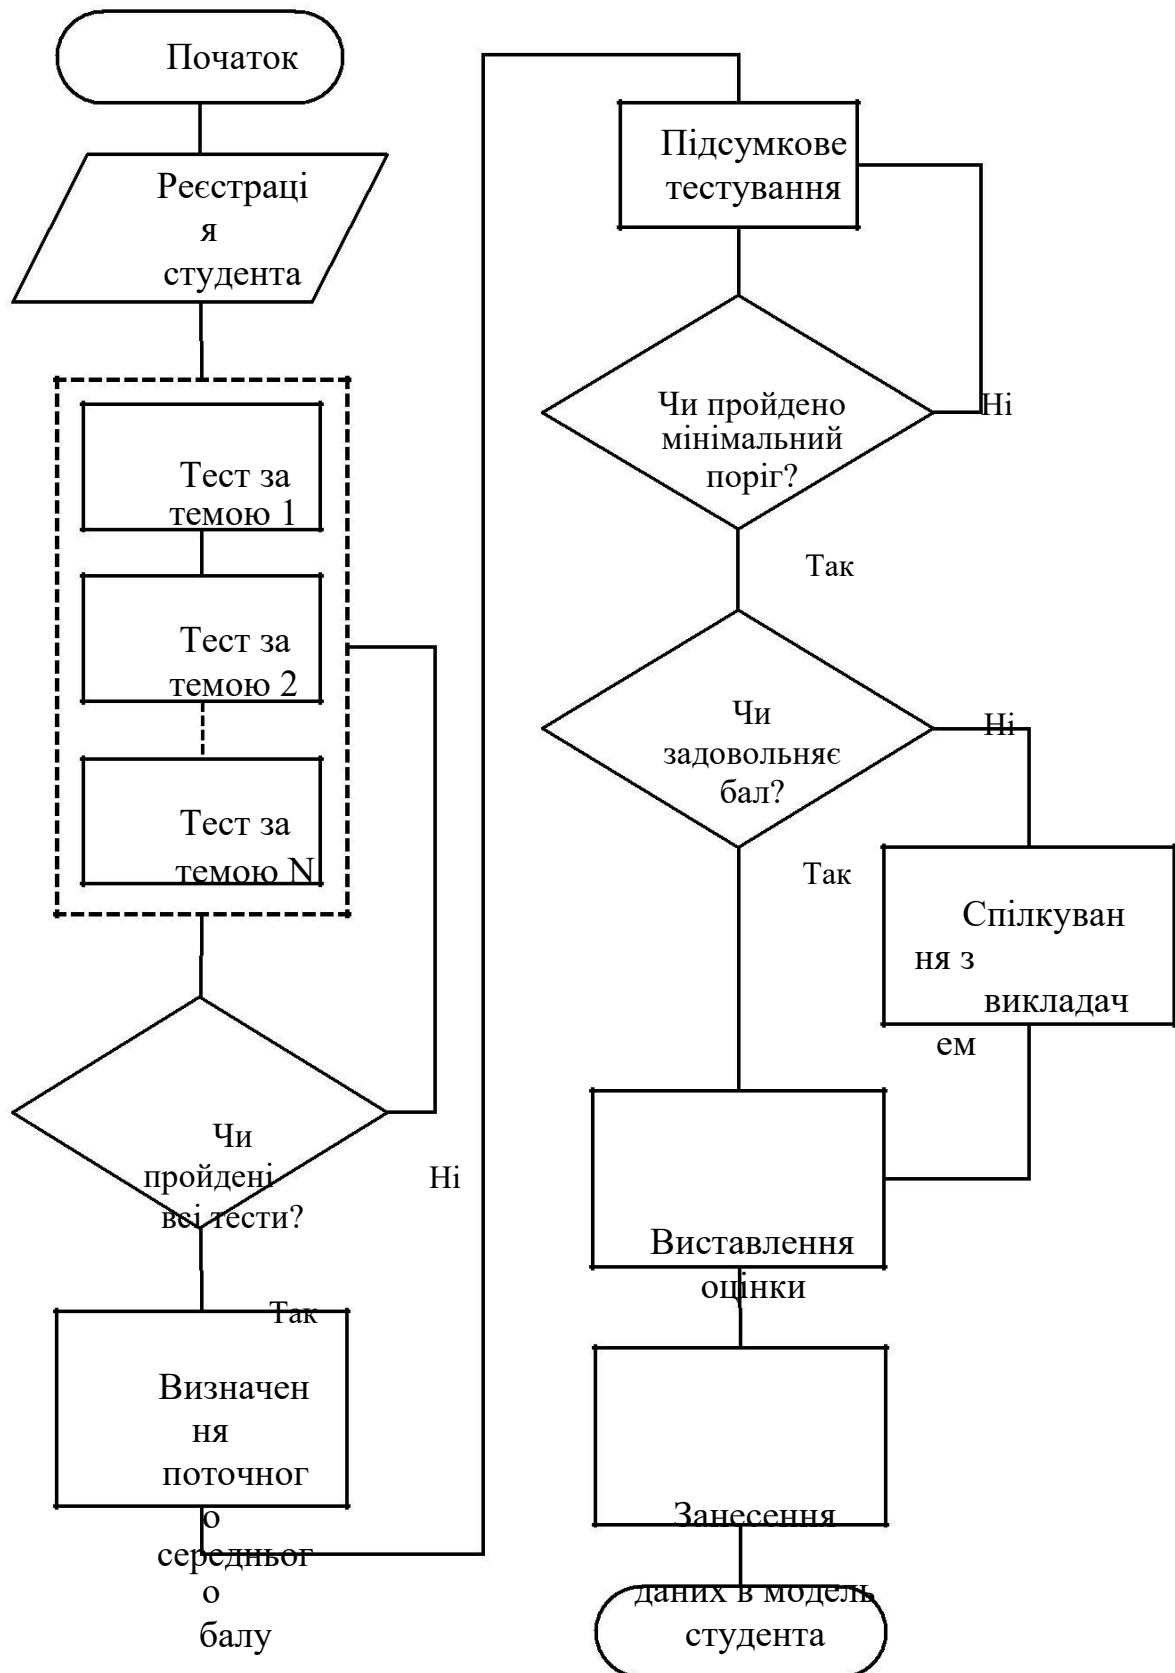 Початок
Реєстраці
я
студента
Тест за
темою 1
Тест за
темою 2
Тест за
темою N
Чи
пройдені
всі тести?
Ні
Так
Визначен
ня
поточног
о
середньог
о
балу
Підсумкове
тестування
Чи пройдено
мінімальний
поріг?
Ні
Так
Чи
задовольняє
бал?
Ні
Так
Спілкуван
ня з
викладач
ем
Виставлення
оцінки
Занесення
даних в модель
студента